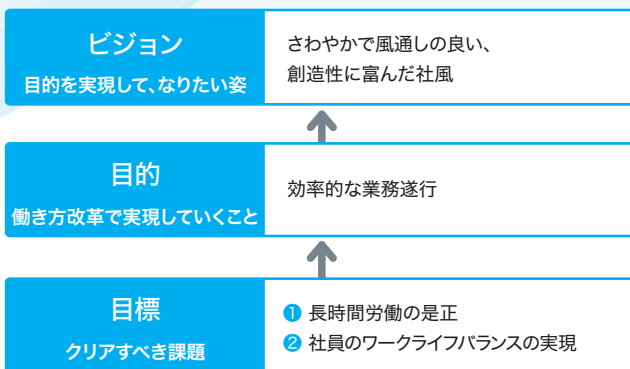 ビジョン
目的を実現して、なりたい姿
さわやかで風通しの良い、
創造性に富んだ社風
目的
働き方改革で実現していくこと
効率的な業務遂行
目標
クリアすべき課題
❶ 長時間労働の是正
❷ 社員のワークライフバランスの実現